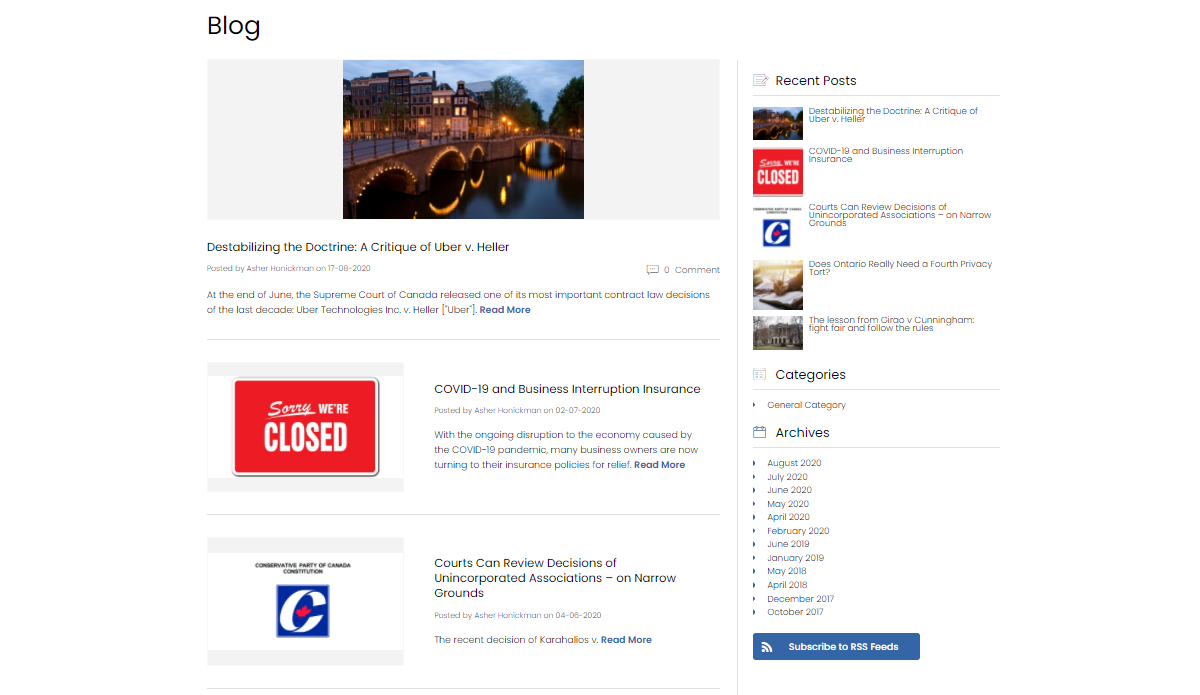 Blog
Destabilizing the Doctrine: A Critique of Uber v. Heller
Posted by Asher Honickman on 17-08-2020
0 Comment
At the end of June, the Supreme Court of Canada released one of its most important contract law decisions
of the last decade: Uber Technologies Inc. v. Heller ["Uber"]. Read More
Sorry WE'RE
CLOSED
COVID-19 and Business Interruption Insurance
Posted by Asher Honickman on 02-07-2020
With the ongoing disruption to the economy caused by
the COVID-19 pandemic, many business owners are now
turning to their insurance policies for relief. Read More
CONSERVATIVE PARTY OF CANADA
CONSTITUTION
Courts Can Review Decisions of
Unincorporated Associations – on Narrow
Grounds
Posted by Asher Honickman on 04-06-2020
The recent decision of Karahalios v. Read More
Recent Posts
Destabilizing the Doctrine: A Critique of
Uber v. Heller
Sorry WE'RE
CLOSED
COVID-19 and Business Interruption
Insurance
CONSERVATIVE PARTY OF CANADA
CONSTITUTION
Courts Can Review Decisions of
Unincorporated Associations – on Narrow
Grounds
Does Ontario Really Need a Fourth Privacy
Tort?
The lesson from Girao v Cunningham:
fight fair and follow the rules
Categories
General Category
Archives
August 2020
July 2020
June 2020
May 2020
April 2020
February 2020
June 2019
January 2019
May 2018
April 2018
December 2017
October 2017
Subscribe to RSS Feeds